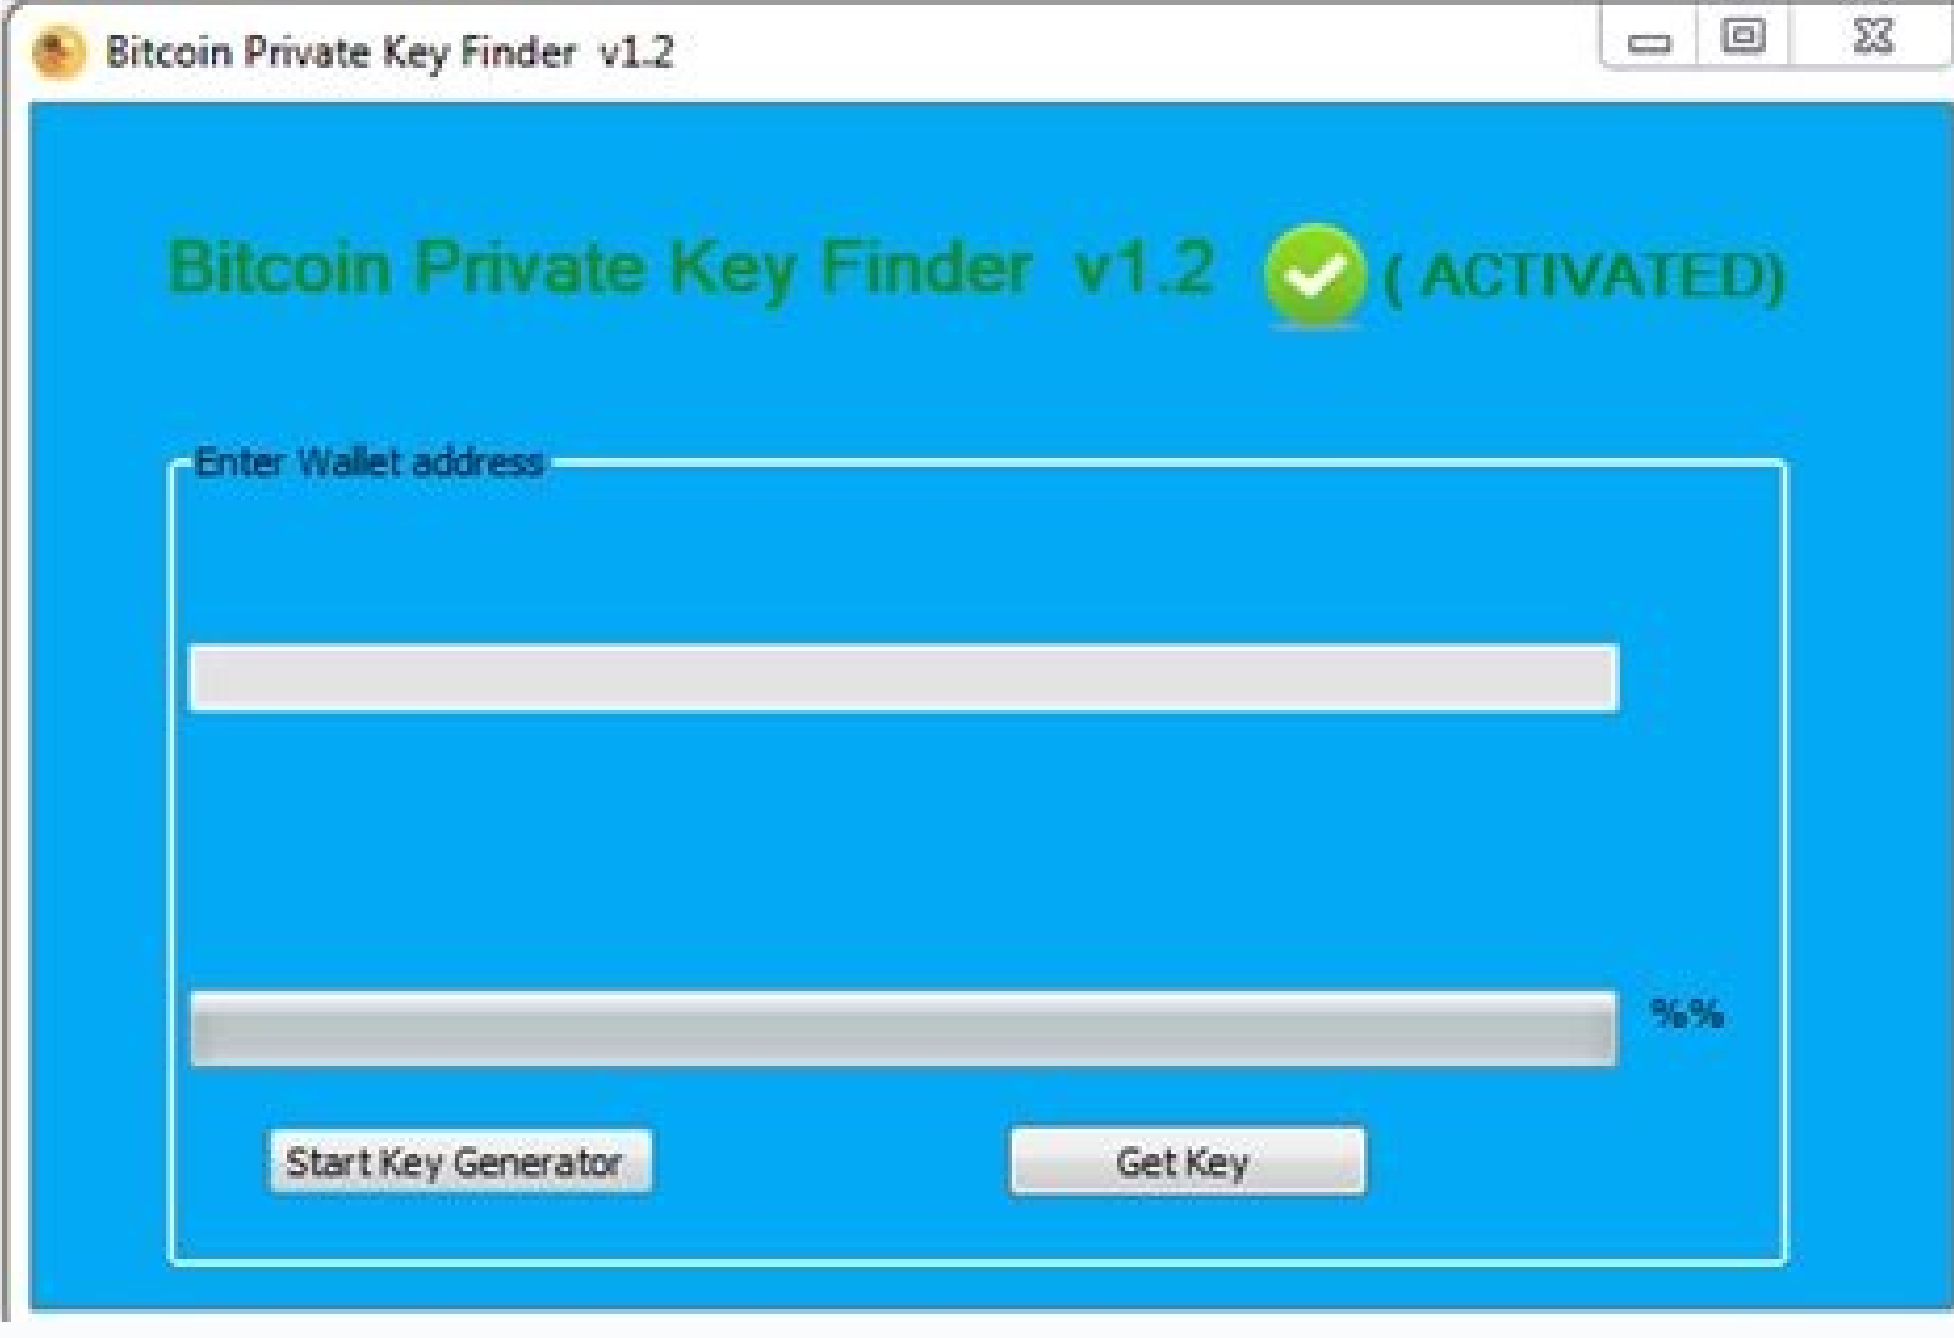 Bitcoin Private Key Finder v1.2
Bitcoin Private Key Finder v1.2 ( ACTIVATED)
Enter Wallet address
%%
Start Key Generator
Get Key